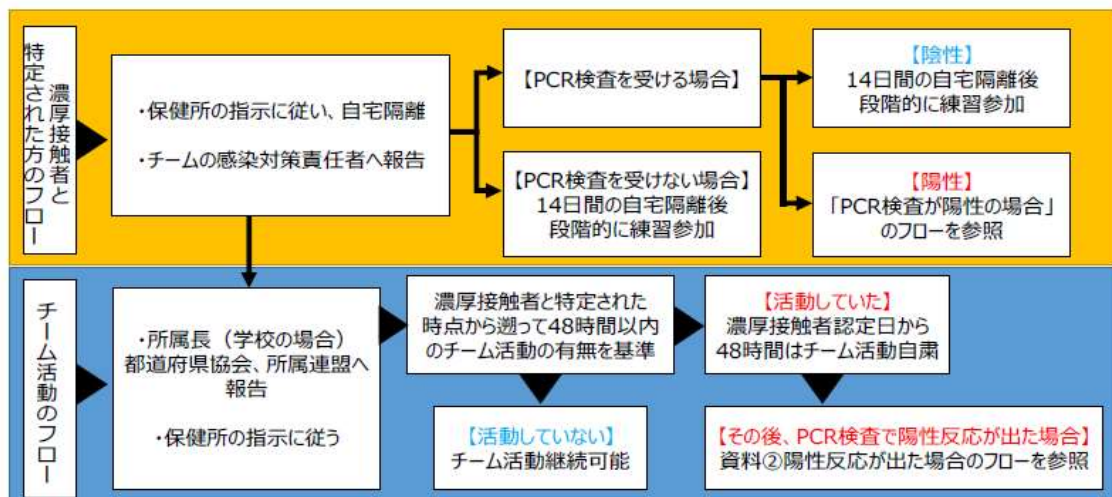 濃厚接触者と
特定された方のフロー
・保健所の指示に従い、自宅隔離
・チームの感染対策責任者へ報告
【PCR検査を受ける場合】
【陰性】
14日間の自宅隔離後
段階的に練習参加
【PCR検査を受けない場合】
14日間の自宅隔離後
段階的に練習参加
【陽性】
「PCR検査が陽性の場合」
のフローを参照
チーム活動のフロー
・所属長（学校の場合）
都道府県協会、所属連盟へ
報告
・保健所の指示に従う
濃厚接触者と特定された
時点から遡って48時間以内
のチーム活動の有無を基準
【活動していた】
濃厚接触者認定日から
48時間はチーム活動自粛
【活動していない】
チーム活動継続可能
【その後、PCR検査で陽性反応が出た場合】
資料②陽性反応が出た場合のフローを参照